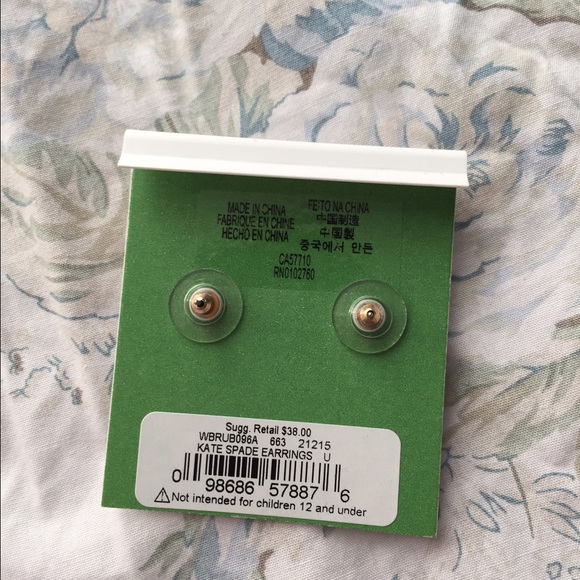 MADE IN CHINA
FABRIQUE EN CHINE
HECHO EN CHINA
FEITO NA CHINA
中国制造
中國製
중국에서 만든
CA57710
RN0102760
Sugg. Retail $38.00
WBRUB096A 663 21215
KATE SPADE EARRINGS U
0 98686 57887 6
Not intended for children 12 and under